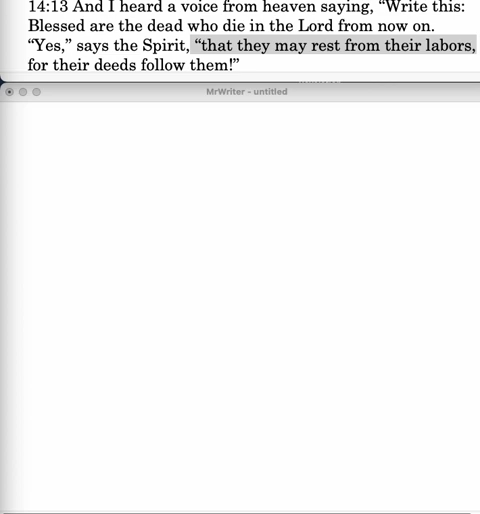 14:13 And I heard a voice from heaven saying, “Write this:
Blessed are the dead who die in the Lord from now on.
“Yes,” says the Spirit, “that they may rest from their labors,
for their deeds follow them!”
MrWriter - untitled